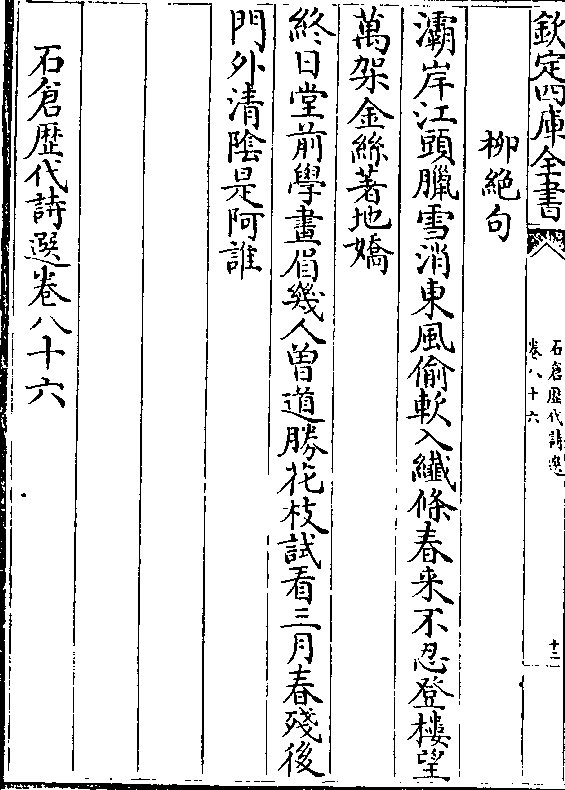 欽定四庫全書
石倉歷代詩選
卷八十六
十二
柳絶句
灞岸江頭臘雪消東風偷軟入纎條春来不忍登樓望
萬架金絲著地嬌
終日堂前學畫眉幾人曽道勝花枝試看三月春殘後
門外清陰是阿誰
石倉歷代詩選卷八十六